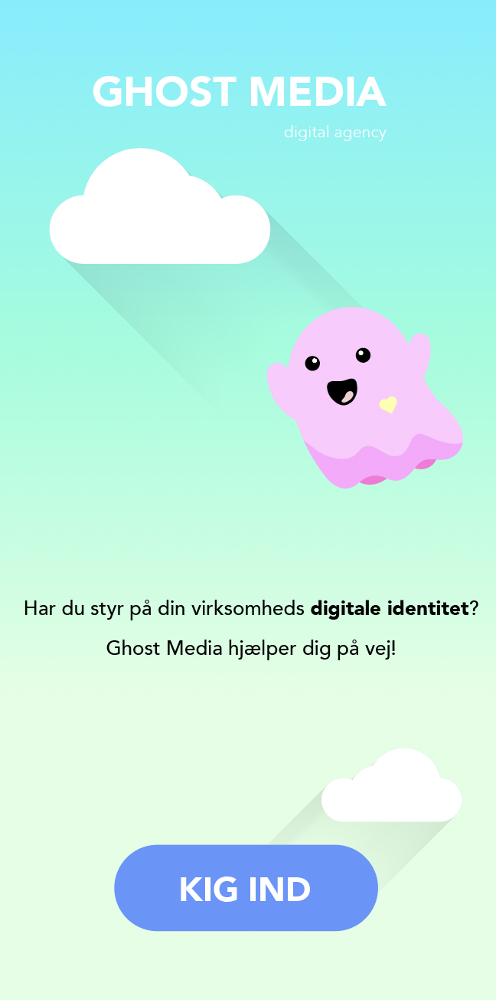 GHOST MEDIA
digital agency
Har du styr på din virksomheds digitale identitet?
Ghost Media hjælper dig på vej!
KIG IND